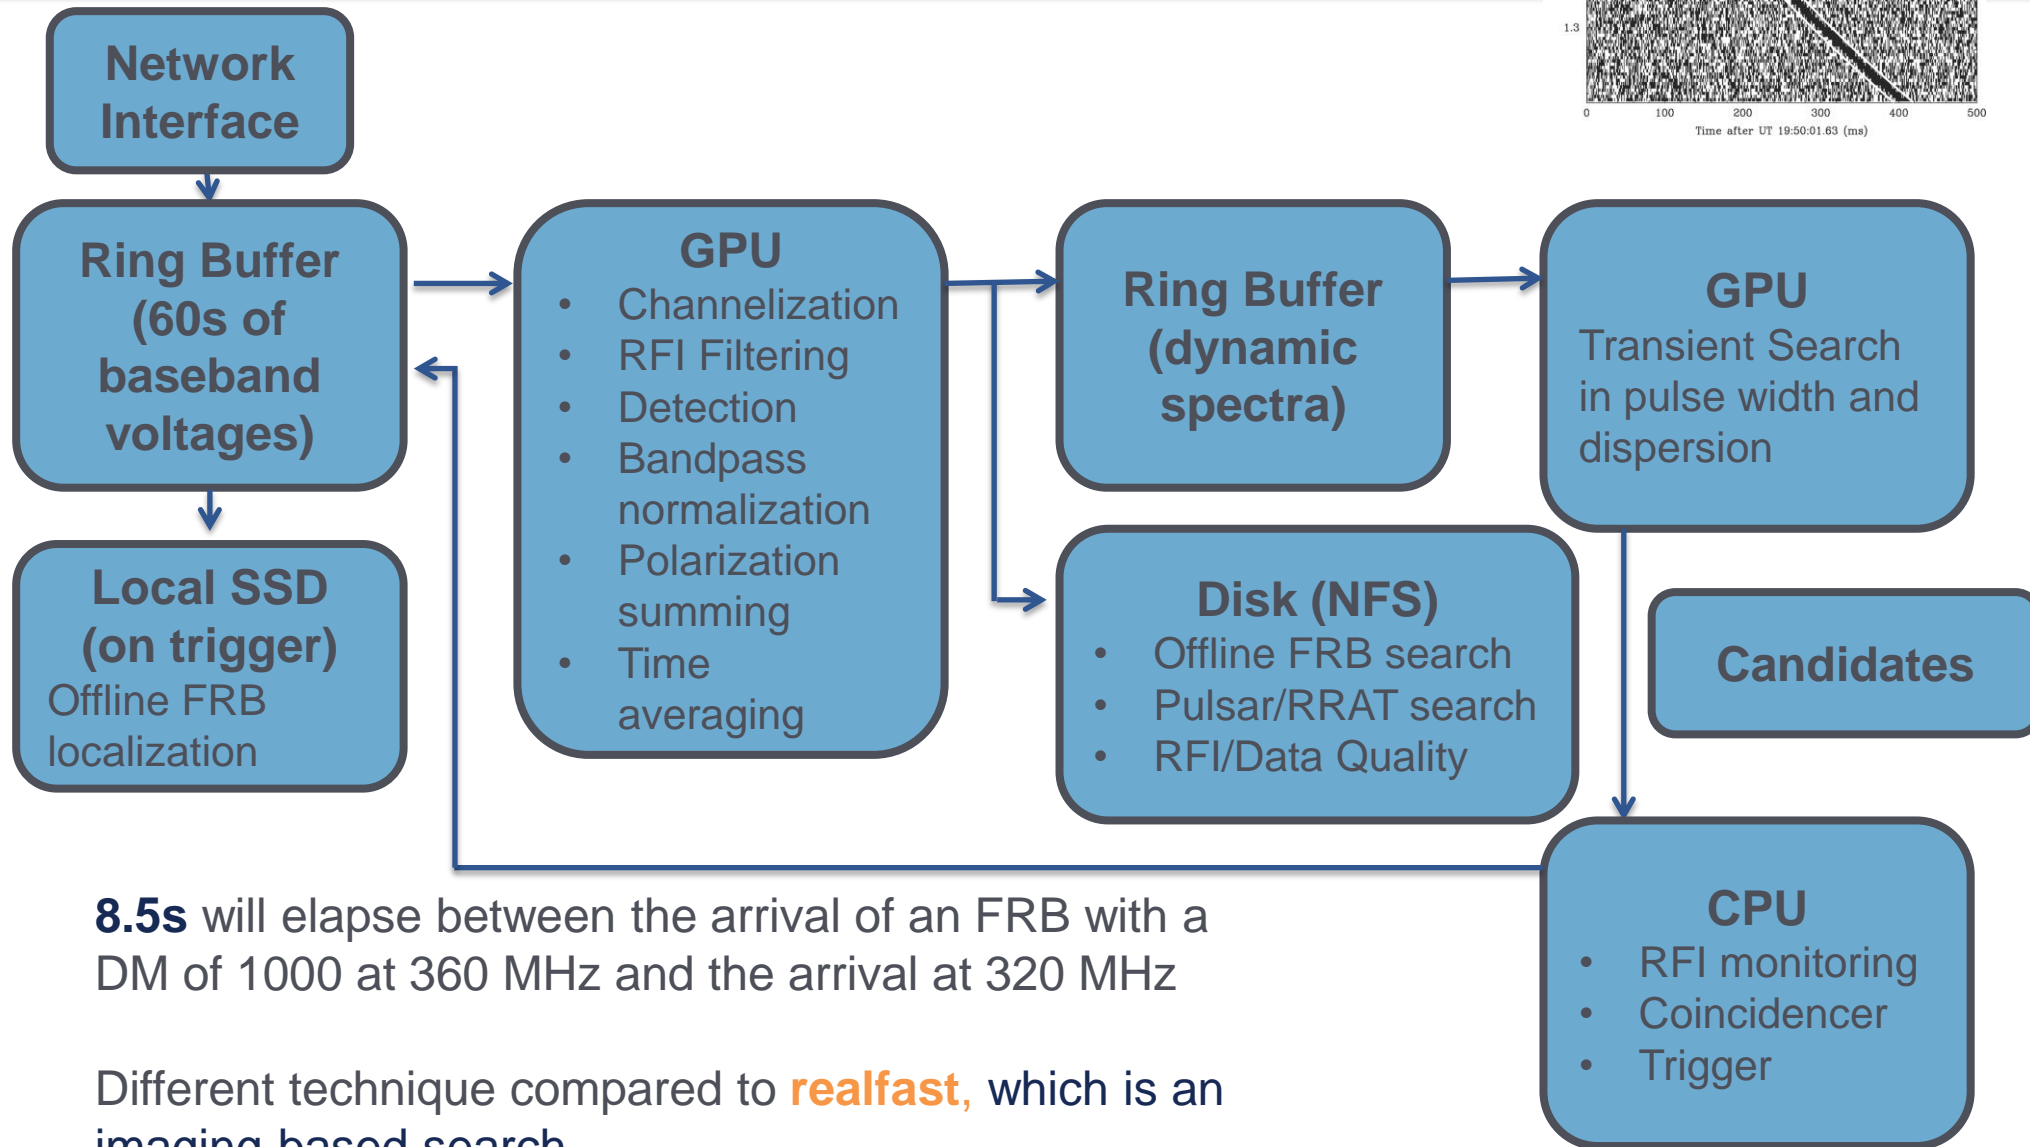 1.3
0 100 200 300 400 500
Time after UT 19:50:01.63 (ms)
Network
Interface
Ring Buffer
(60s of
baseband
voltages)
Local SSD
(on trigger)
Offline FRB
localization
GPU
• Channelization
• RFI Filtering
• Detection
• Bandpass
normalization
• Polarization
summing
• Time
averaging
Ring Buffer
(dynamic
spectra)
GPU
Transient Search
in pulse width and
dispersion
Disk (NFS)
• Offline FRB search
• Pulsar/RRAT search
• RFI/Data Quality
Candidates
CPU
• RFI monitoring
• Coincidencer
• Trigger
8.5s will elapse between the arrival of an FRB with a
DM of 1000 at 360 MHz and the arrival at 320 MHz
Different technique compared to realfast, which is an
imaging based search